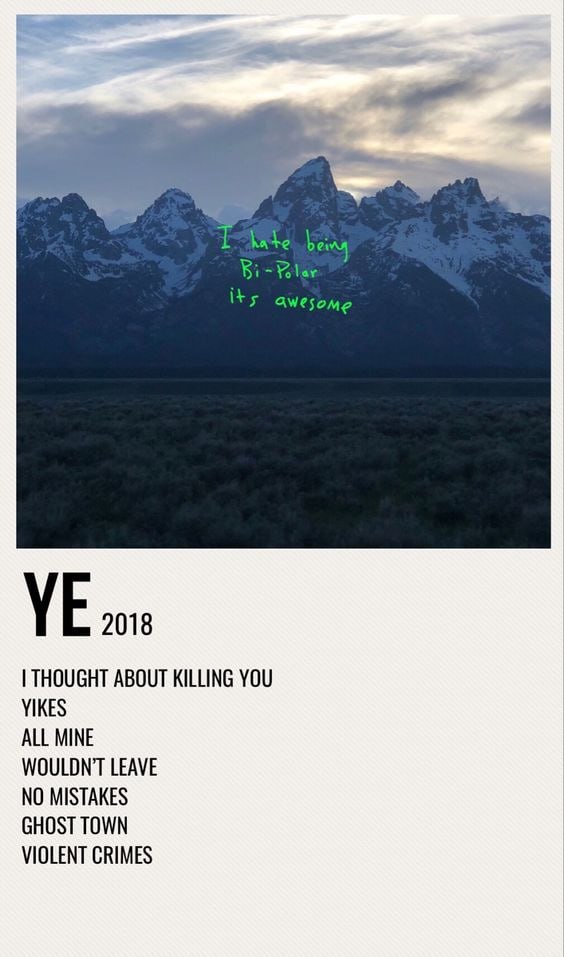 I hate being
Bi-Polar
its awesome
YE 2018
I THOUGHT ABOUT KILLING YOU
YIKES
ALL MINE
WOULDN'T LEAVE
NO MISTAKES
GHOST TOWN
VIOLENT CRIMES